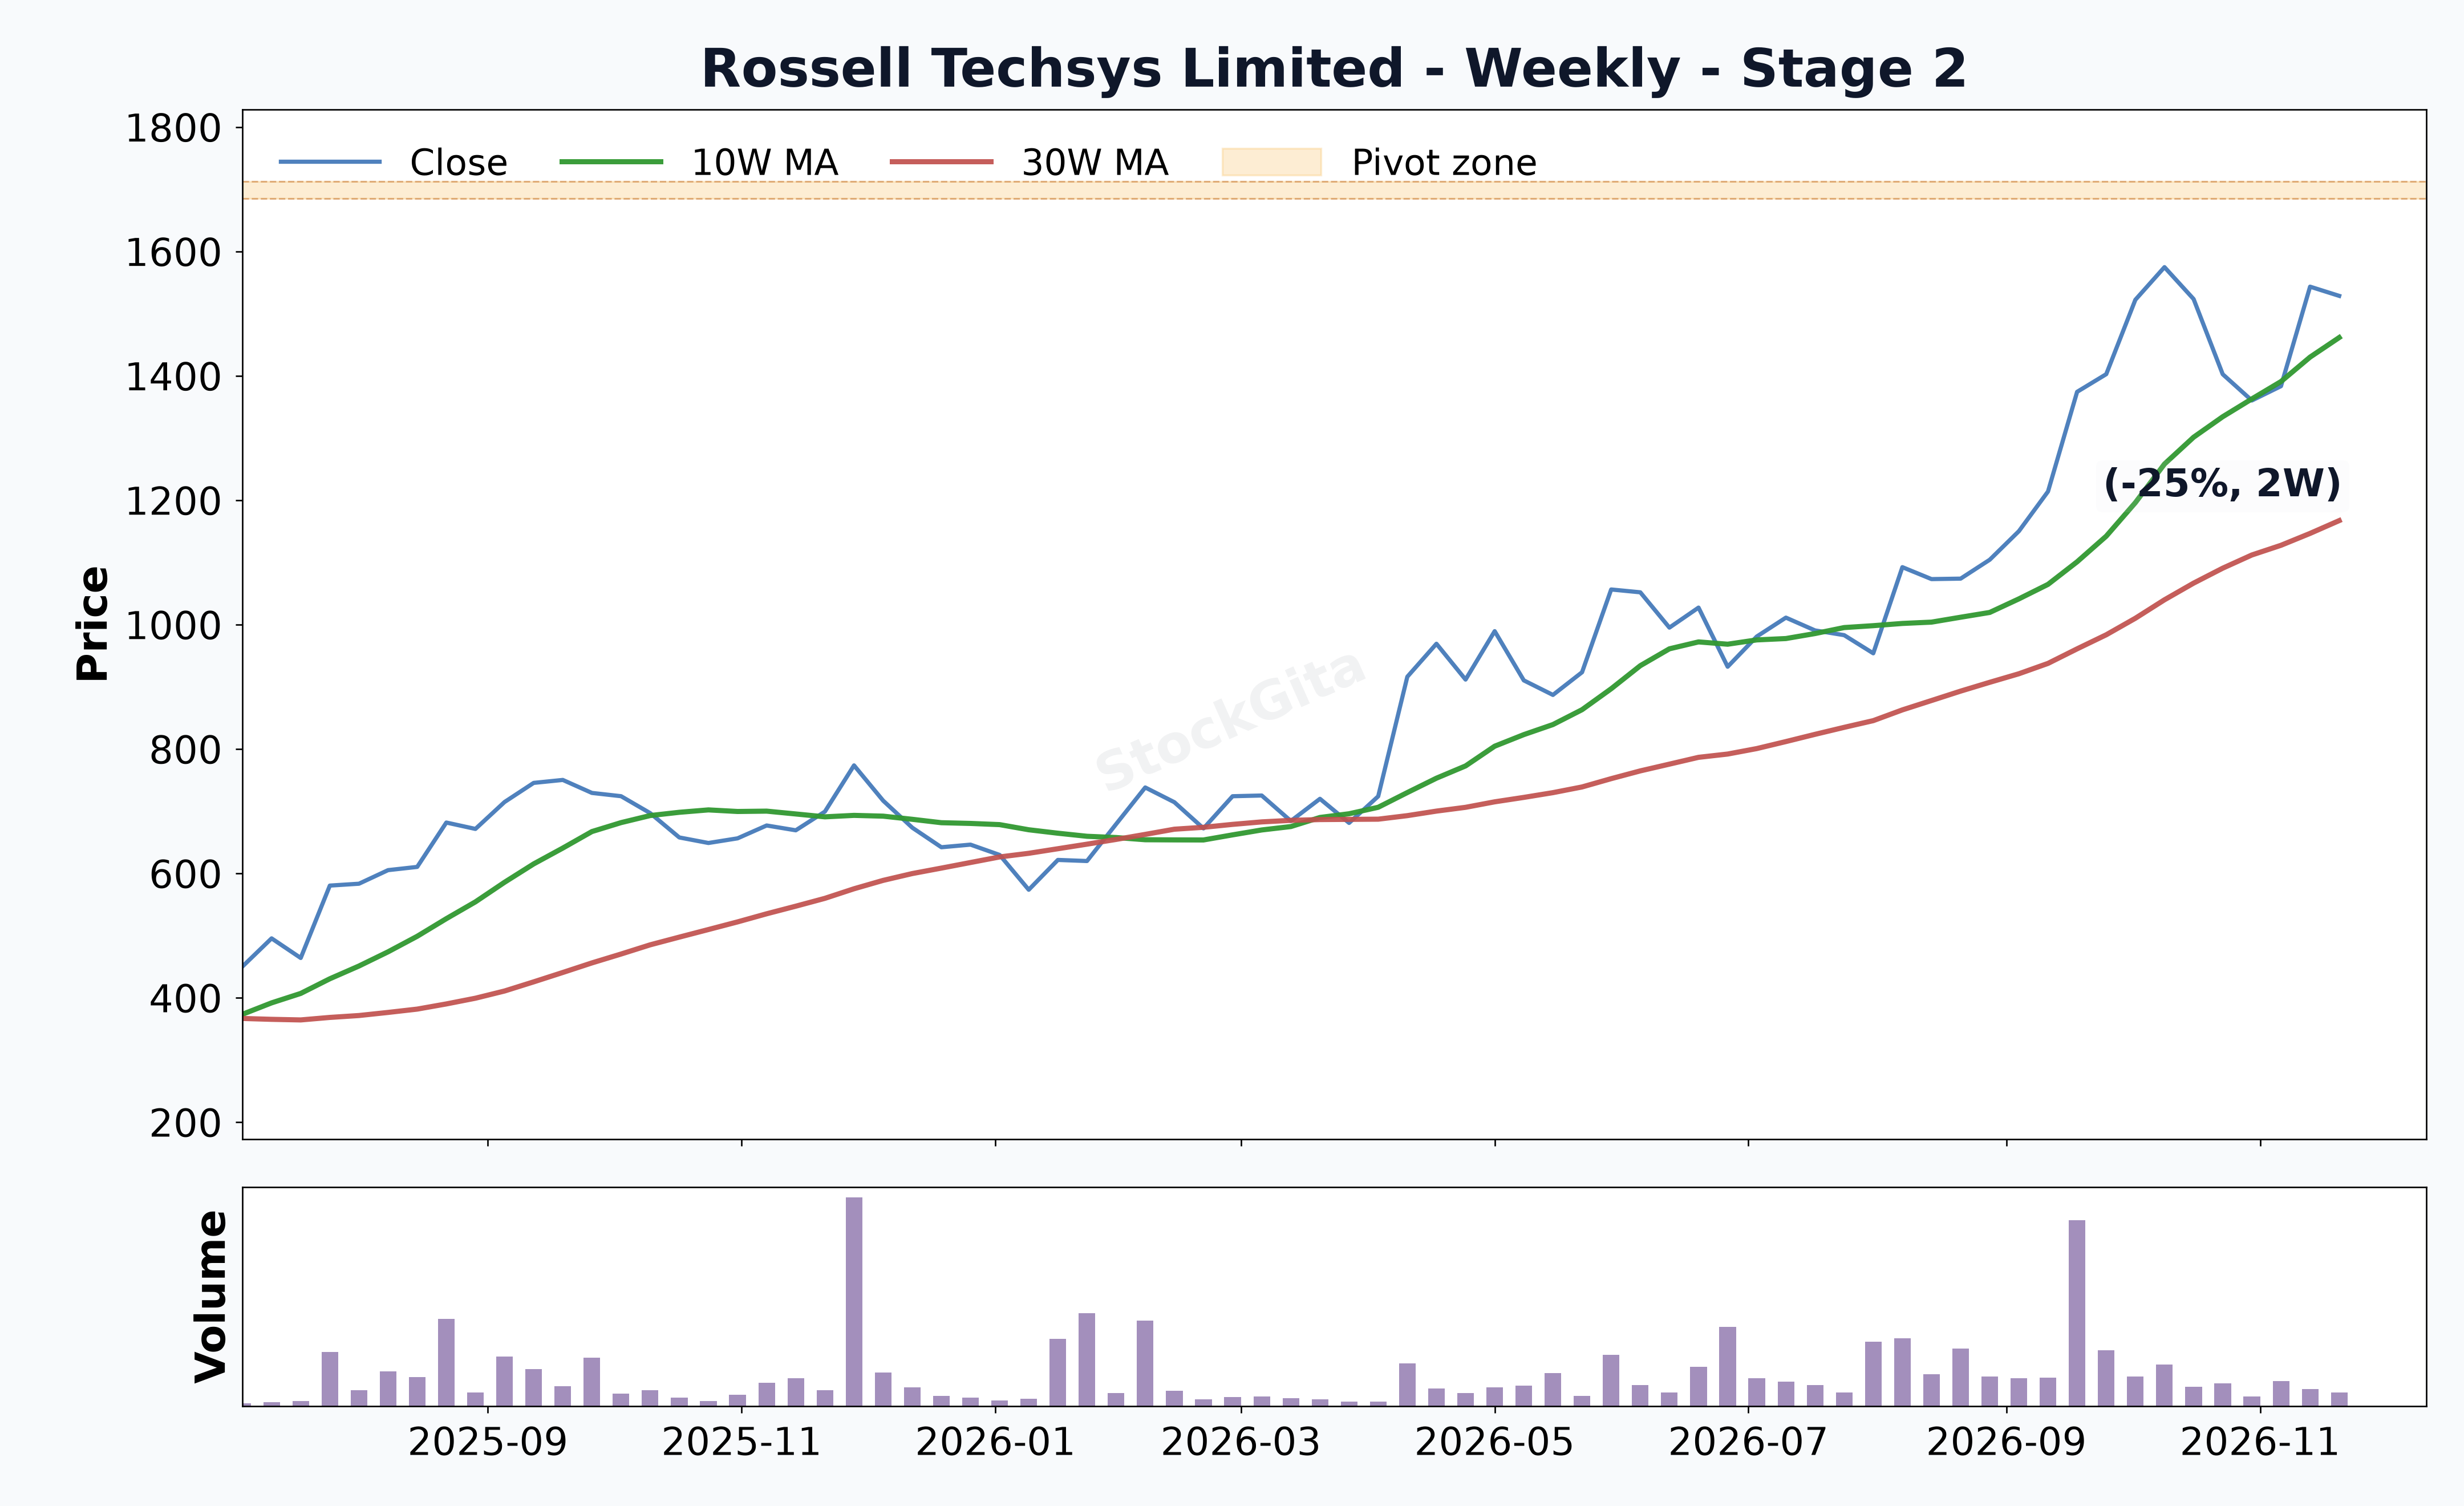 Rossell Techsys Limited - Weekly - Stage 2
Close 10W MA 30W MA Pivot zone
Price
1800
1600
1400
1200
1000
800
600
400
200
(-25%, 2W)
StockGita
Volume
2025-09 2025-11 2026-01 2026-03 2026-05 2026-07 2026-09 2026-11